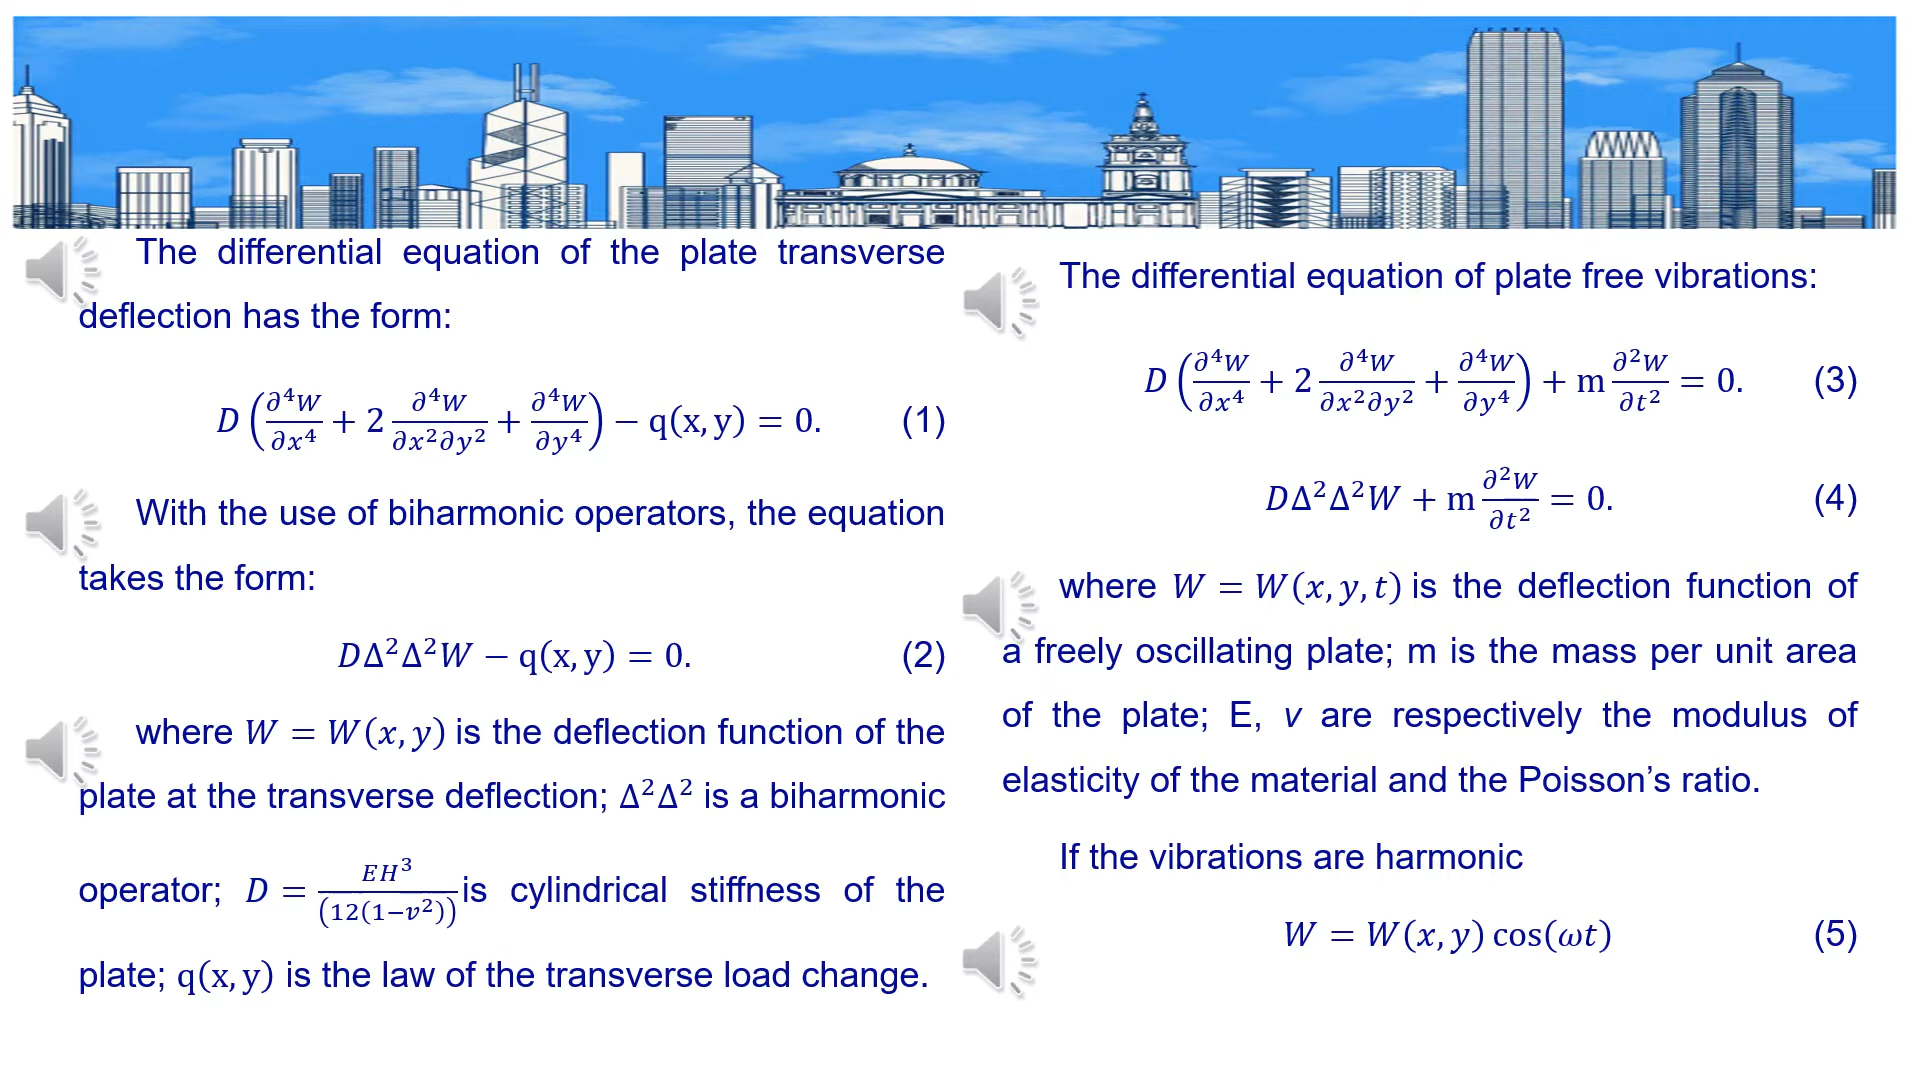 The differential equation of the plate transverse
deflection has the form:
D(∂⁴W/∂x⁴ + 2 ∂⁴W/∂x²∂y² + ∂⁴W/∂y⁴) − q(x, y) = 0. (1)
With the use of biharmonic operators, the equation
takes the form:
DΔ²Δ²W − q(x, y) = 0. (2)
where W = W(x, y) is the deflection function of the
plate at the transverse deflection; Δ²Δ² is a biharmonic
operator; D = EH³/(12(1−ν²)) is cylindrical stiffness of the
plate; q(x, y) is the law of the transverse load change.
The differential equation of plate free vibrations:
D(∂⁴W/∂x⁴ + 2 ∂⁴W/∂x²∂y² + ∂⁴W/∂y⁴) + m ∂²W/∂t² = 0. (3)
DΔ²Δ²W + m ∂²W/∂t² = 0. (4)
where W = W(x, y, t) is the deflection function of
a freely oscillating plate; m is the mass per unit area
of the plate; E, ν are respectively the modulus of
elasticity of the material and the Poisson’s ratio.
If the vibrations are harmonic
W = W(x, y) cos(ωt) (5)